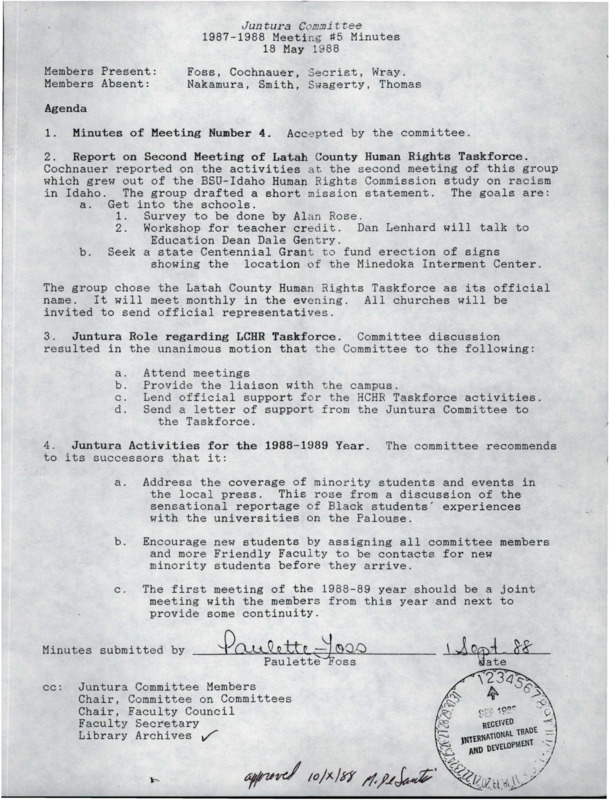 Juntura Committee
1987-1988 Meeting #5 Minutes
18 May 1988
Members Present: Foss, Cochnauer, Secrist, Wray.
Members Absent: Nakamura, Smith, Swagerty, Thomas
Agenda
1. Minutes of Meeting Number 4. Accepted by the committee.
2. Report on Second Meeting of Latah County Human Rights Taskforce.
Cochnauer reported on the activities at the second meeting of this group
which grew out of the BSU-Idaho Human Rights Commission study on racism
in Idaho. The group drafted a short mission statement. The goals are:
a. Get into the schools.
1. Survey to be done by Alan Rose.
2. Workshop for teacher credit. Dan Lenhard will talk to
Education Dean Dale Gentry.
b. Seek a state Centennial Grant to fund erection of signs
showing the location of the Minedoka Interment Center.
The group chose the Latah County Human Rights Taskforce as its official
name. It will meet monthly in the evening. All churches will be
invited to send official representatives.
3. Juntura Role regarding LCHR Taskforce. Committee discussion
resulted in the unanimous motion that the Committee to the following:
a. Attend meetings
b. Provide the liaison with the campus.
c. Lend official support for the HCHR Taskforce activities.
d. Send a letter of support from the Juntura Committee to
the Taskforce.
4. Juntura Activities for the 1988-1989 Year. The committee recommends
to its successors that it:
a. Address the coverage of minority students and events in
the local press. This rose from a discussion of the
sensational reportage of Black students' experiences
with the universities on the Palouse.
b. Encourage new students by assigning all committee members
and more Friendly Faculty to be contacts for new
minority students before they arrive.
c. The first meeting of the 1988-89 year should be a joint
meeting with the members from this year and next to
provide some continuity.
Minutes submitted by Paulette Foss 1 Sept. 88
Paulette Foss Date
cc: Juntura Committee Members
Chair, Committee on Committees
Chair, Faculty Council
Faculty Secretary
Library Archives ✓
SEP
RECEIVED
INTERNATIONAL TRADE
AND DEVELOPMENT
approved 10/X/88